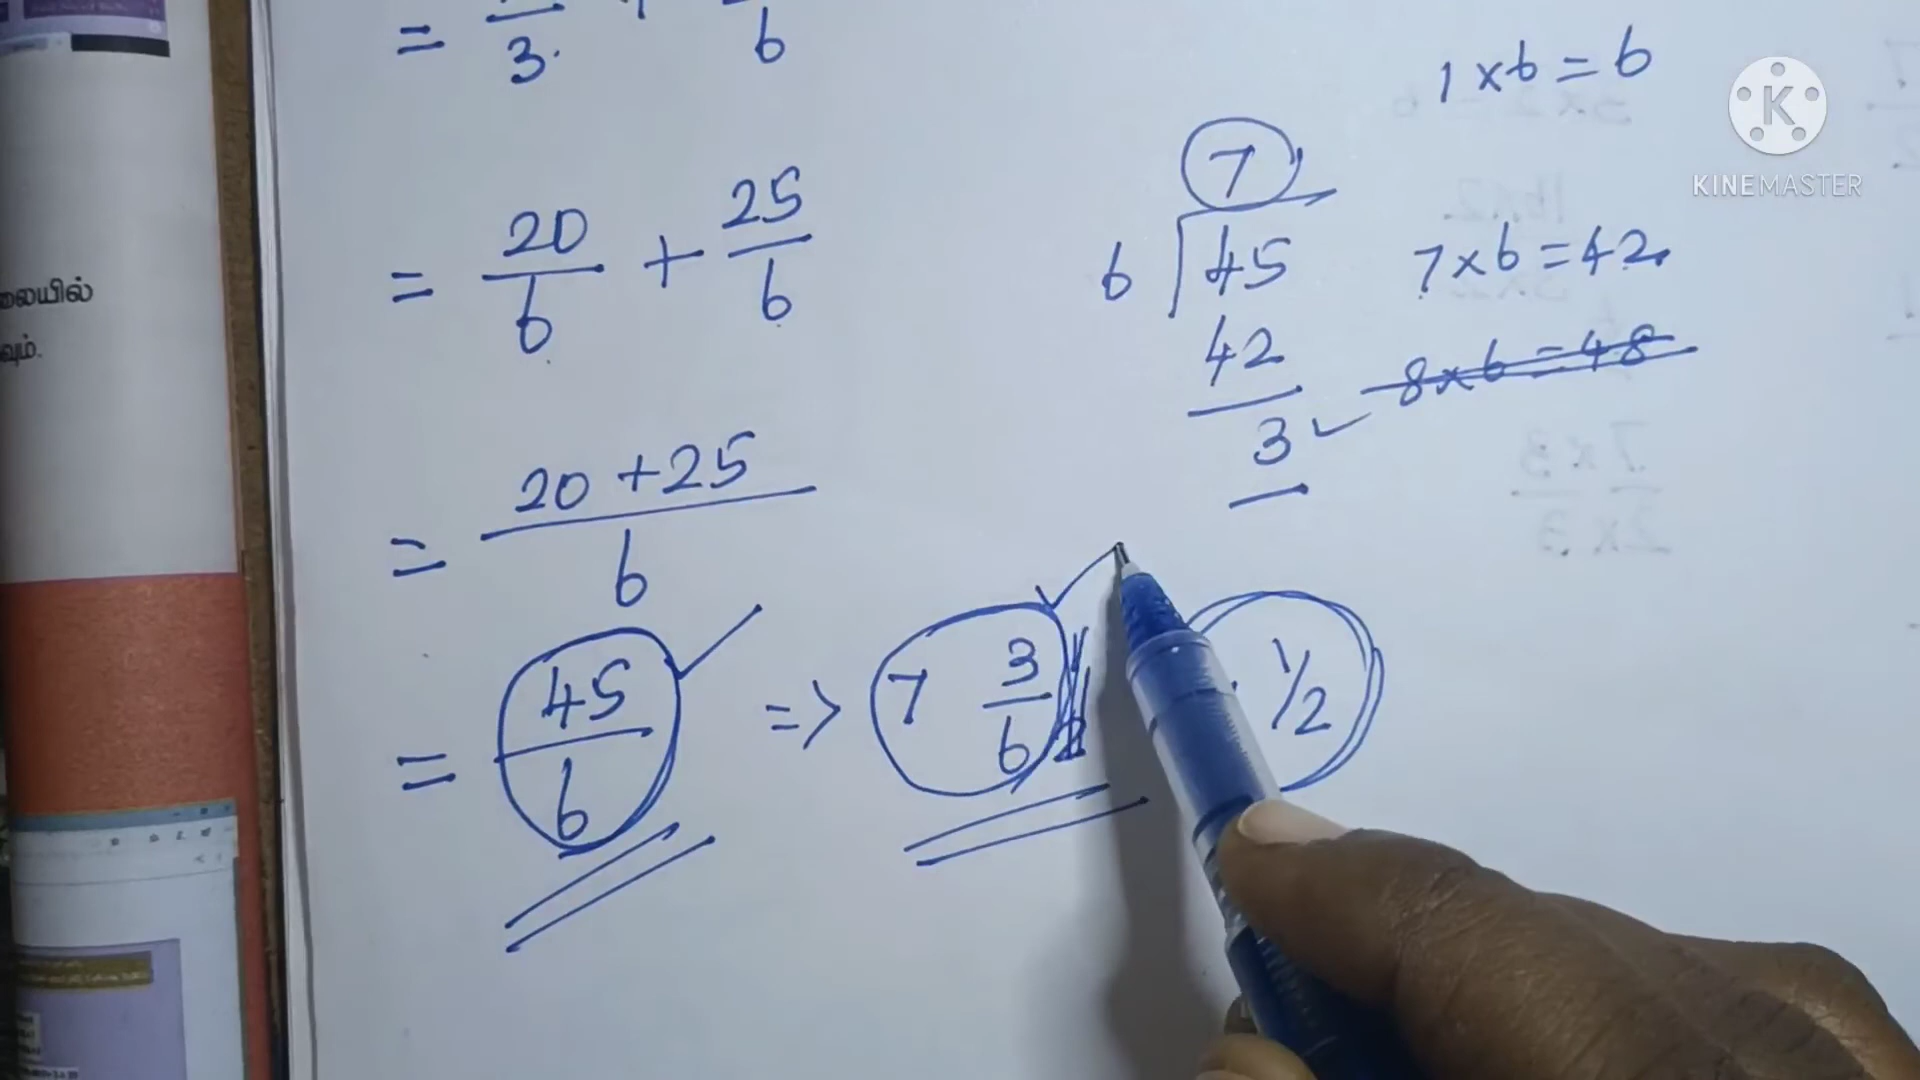 = 3 6
1 x 6 = 6
K
KINEMASTER
= 20/6 + 25/6
7
6 45
42
3
7 x 6 = 42
8 x 6 = 48
= 20 + 25 / 6
= 45/6 => 7 3/6 1/2
லையில்
வும்.